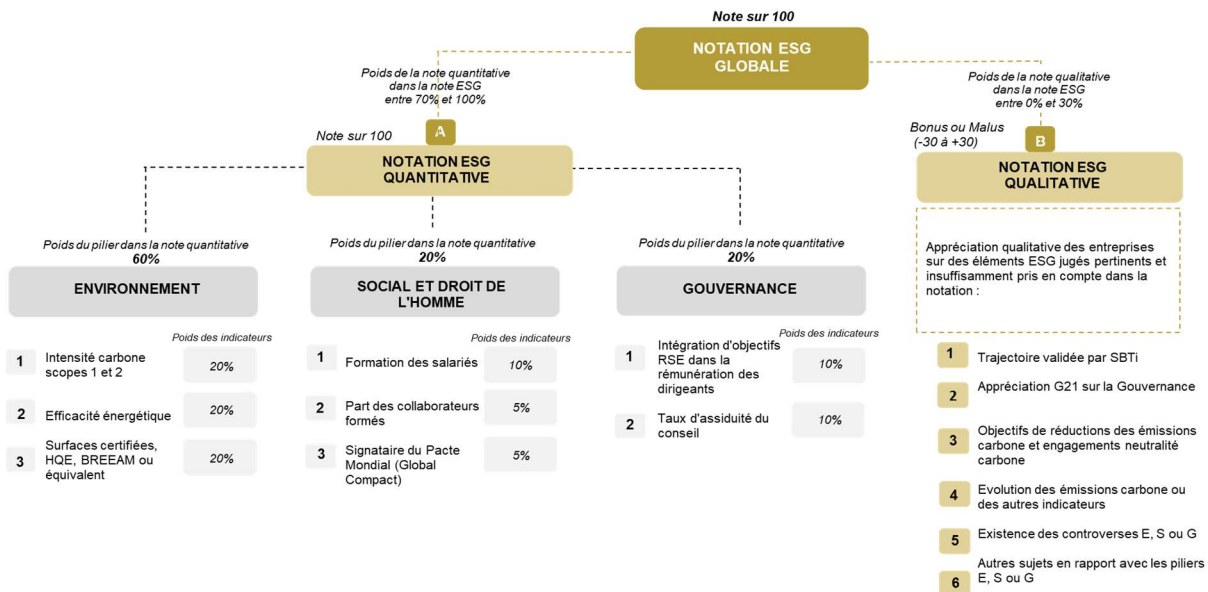 Note sur 100
NOTATION ESG
GLOBALE
Poids de la note quantitative
dans la note ESG
entre 70% et 100%
Poids de la note qualitative
dans la note ESG
entre 0% et 30%
Note sur 100
A
NOTATION ESG
QUANTITATIVE
Bonus ou Malus
(-30 à +30)
B
NOTATION ESG
QUALITATIVE
Poids du pilier dans la note quantitative
60%
ENVIRONNEMENT
Poids des indicateurs
1
Intensité carbone
scopes 1 et 2
20%
2
Efficacité énergétique
20%
3
Surfaces certifiées,
HQE, BREEAM ou
équivalent
20%
Poids du pilier dans la note quantitative
20%
SOCIAL ET DROIT DE
L'HOMME
Poids des indicateurs
1
Formation des salariés
10%
2
Part des collaborateurs
formés
5%
3
Signataire du Pacte
Mondial (Global
Compact)
5%
Poids du pilier dans la note quantitative
20%
GOUVERNANCE
Poids des indicateurs
1
Intégration d'objectifs
RSE dans la
rémunération des
dirigeants
10%
2
Taux d'assiduité du
conseil
10%
Appréciation qualitative des entreprises
sur des éléments ESG jugés pertinents et
insuffisamment pris en compte dans la
notation :
1
Trajectoire validée par SBTi
2
Appréciation G21 sur la Gouvernance
3
Objectifs de réductions des émissions
carbone et engagements neutralité
carbone
4
Evolution des émissions carbone ou
des autres indicateurs
5
Existence des controverses E, S ou G
6
Autres sujets en rapport avec les piliers
E, S ou G